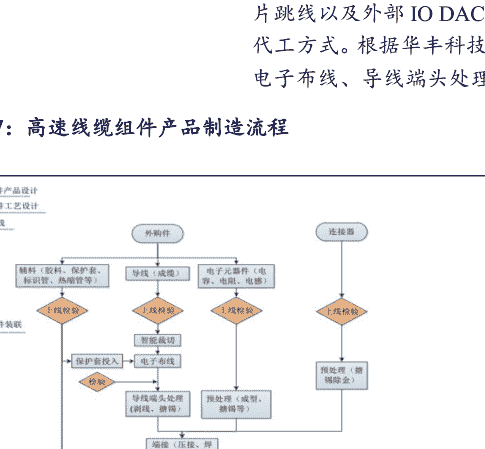 片跳线以及外部 IO DAC
代工方式。根据华丰科技
电子布线、导线端头处理
：高速线缆组件产品制造流程
件产品设计
件工艺设计
线
外购件
连接器
辅料（胶料、保护套、
标识管、热缩管等）
导线（成缆）
电子元器件（电
容、电阻、电感）
上线检验
上线检验
上线检验
上线检验
件装联
智能裁切
保护套投入
电子布线
检验
预处理（搪
锡除金）
导线端头处理
（剥线、搪锡）
预处理（成型、
搪锡等）
端接（压接、焊